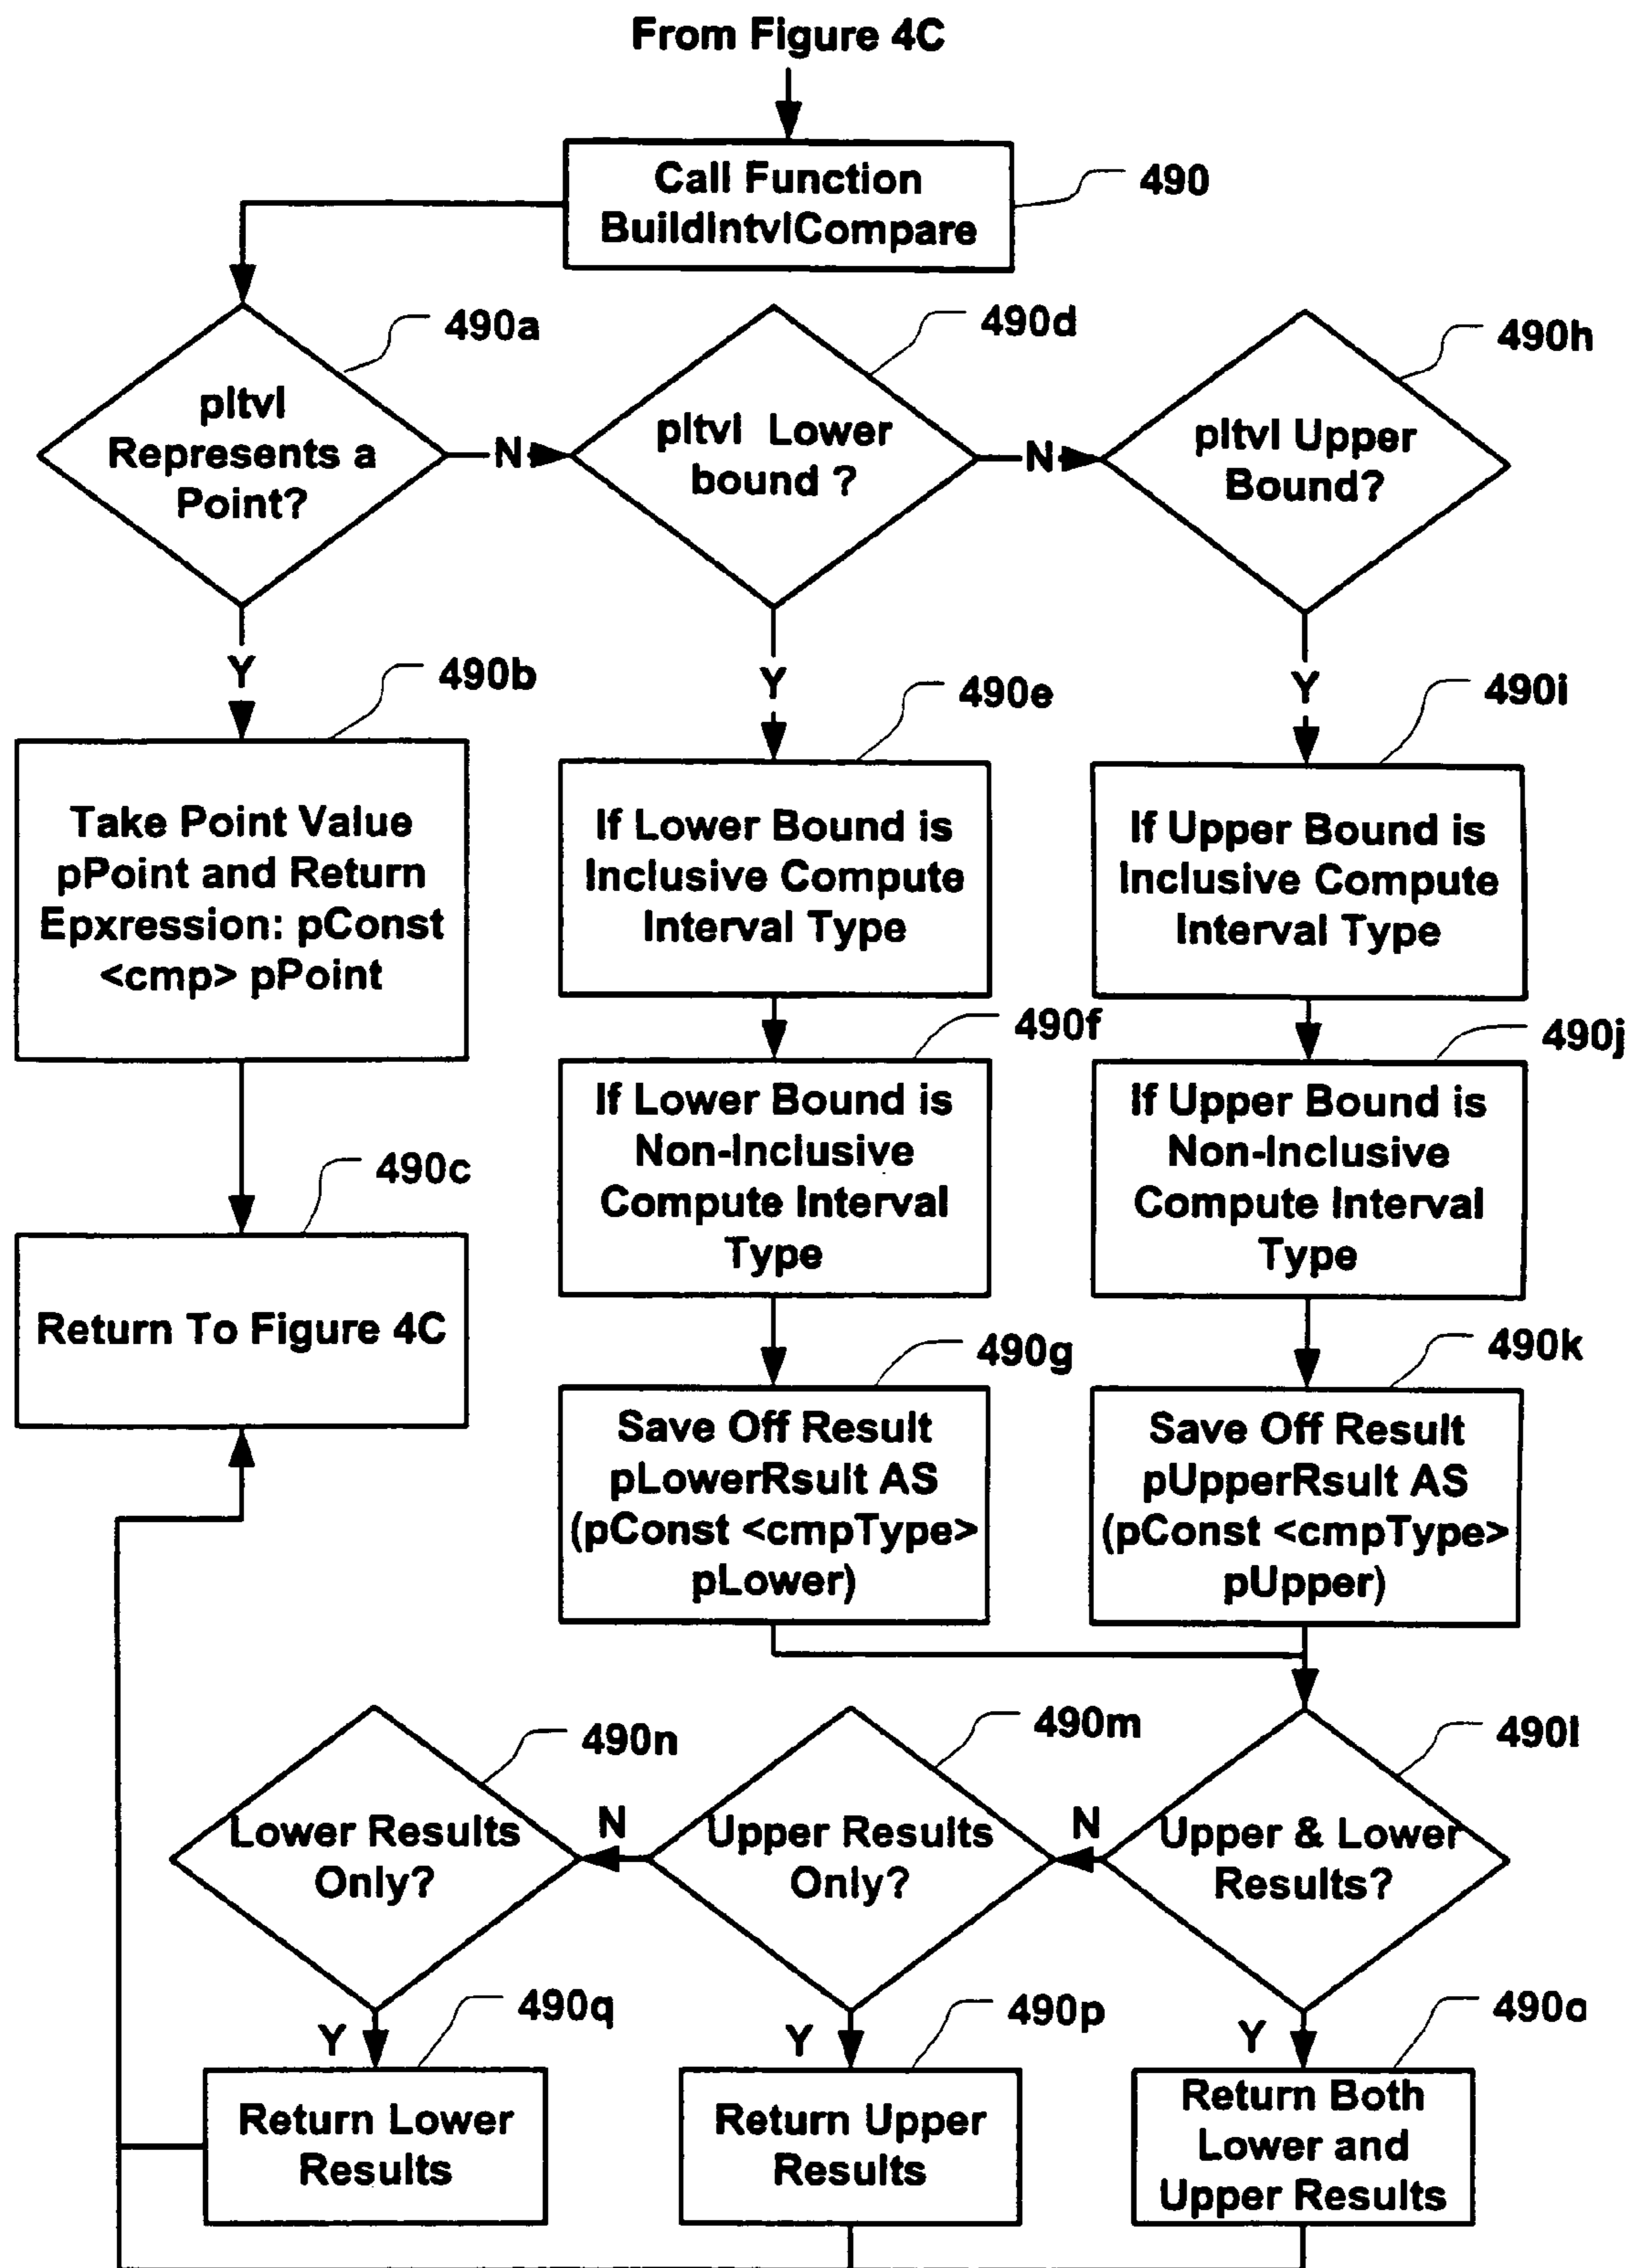 From Figure 4C
Call Function
BuildIntvlCompare
490
490a
pItvl
Represents a
Point?
N
490d
pItvl Lower
bound ?
N
490h
pItvl Upper
Bound?
Y
490b
Take Point Value
pPoint and Return
Epxression: pConst
<cmp> pPoint
490c
Return To Figure 4C
Y
490e
If Lower Bound is
Inclusive Compute
Interval Type
490f
If Lower Bound is
Non-Inclusive
Compute Interval
Type
490g
Save Off Result
pLowerRsult AS
(pConst <cmpType>
pLower)
Y
490i
If Upper Bound is
Inclusive Compute
Interval Type
490j
If Upper Bound is
Non-Inclusive
Compute Interval
Type
490k
Save Off Result
pUpperRsult AS
(pConst <cmpType>
pUpper)
490n
Lower Results
Only?
N
490m
Upper Results
Only?
N
490l
Upper & Lower
Results?
Y
490q
Return Lower
Results
Y
490p
Return Upper
Results
Y
490o
Return Both
Lower and
Upper Results